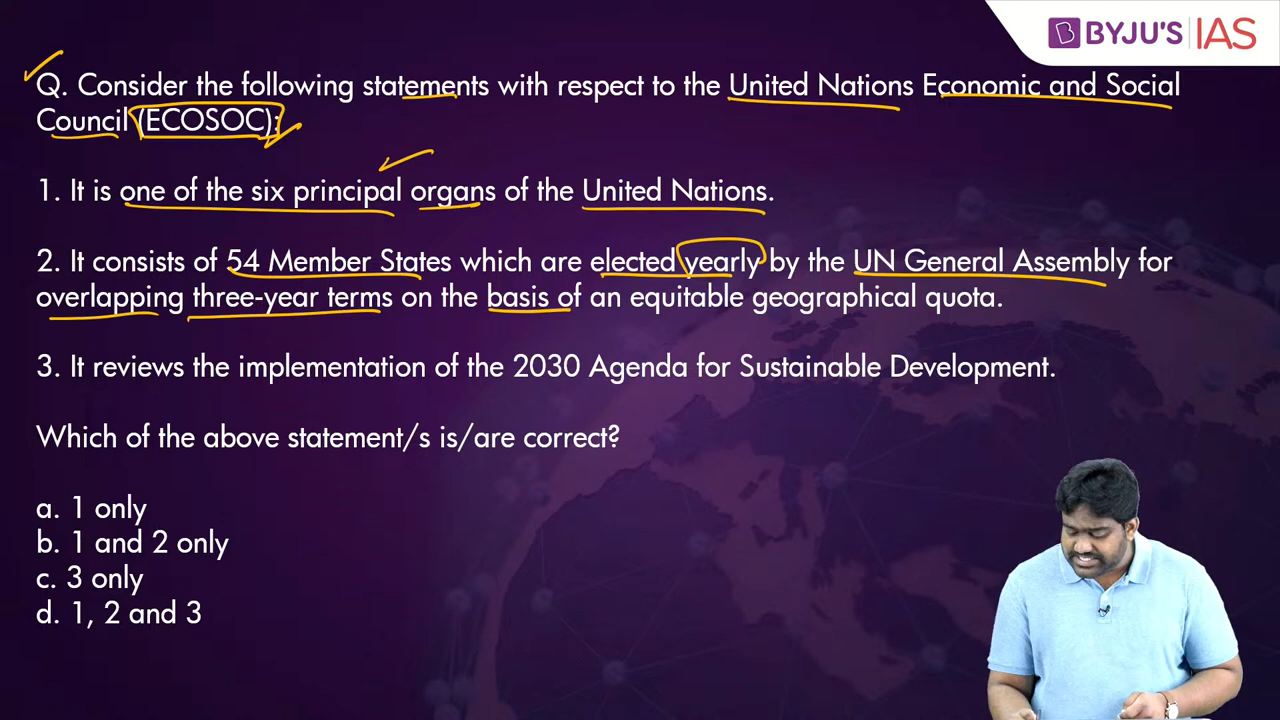 BYJU'S IAS
Q. Consider the following statements with respect to the United Nations Economic and Social
Council (ECOSOC):
1. It is one of the six principal organs of the United Nations.
2. It consists of 54 Member States which are elected yearly by the UN General Assembly for
overlapping three-year terms on the basis of an equitable geographical quota.
3. It reviews the implementation of the 2030 Agenda for Sustainable Development.
Which of the above statement/s is/are correct?
a. 1 only
b. 1 and 2 only
c. 3 only
d. 1, 2 and 3